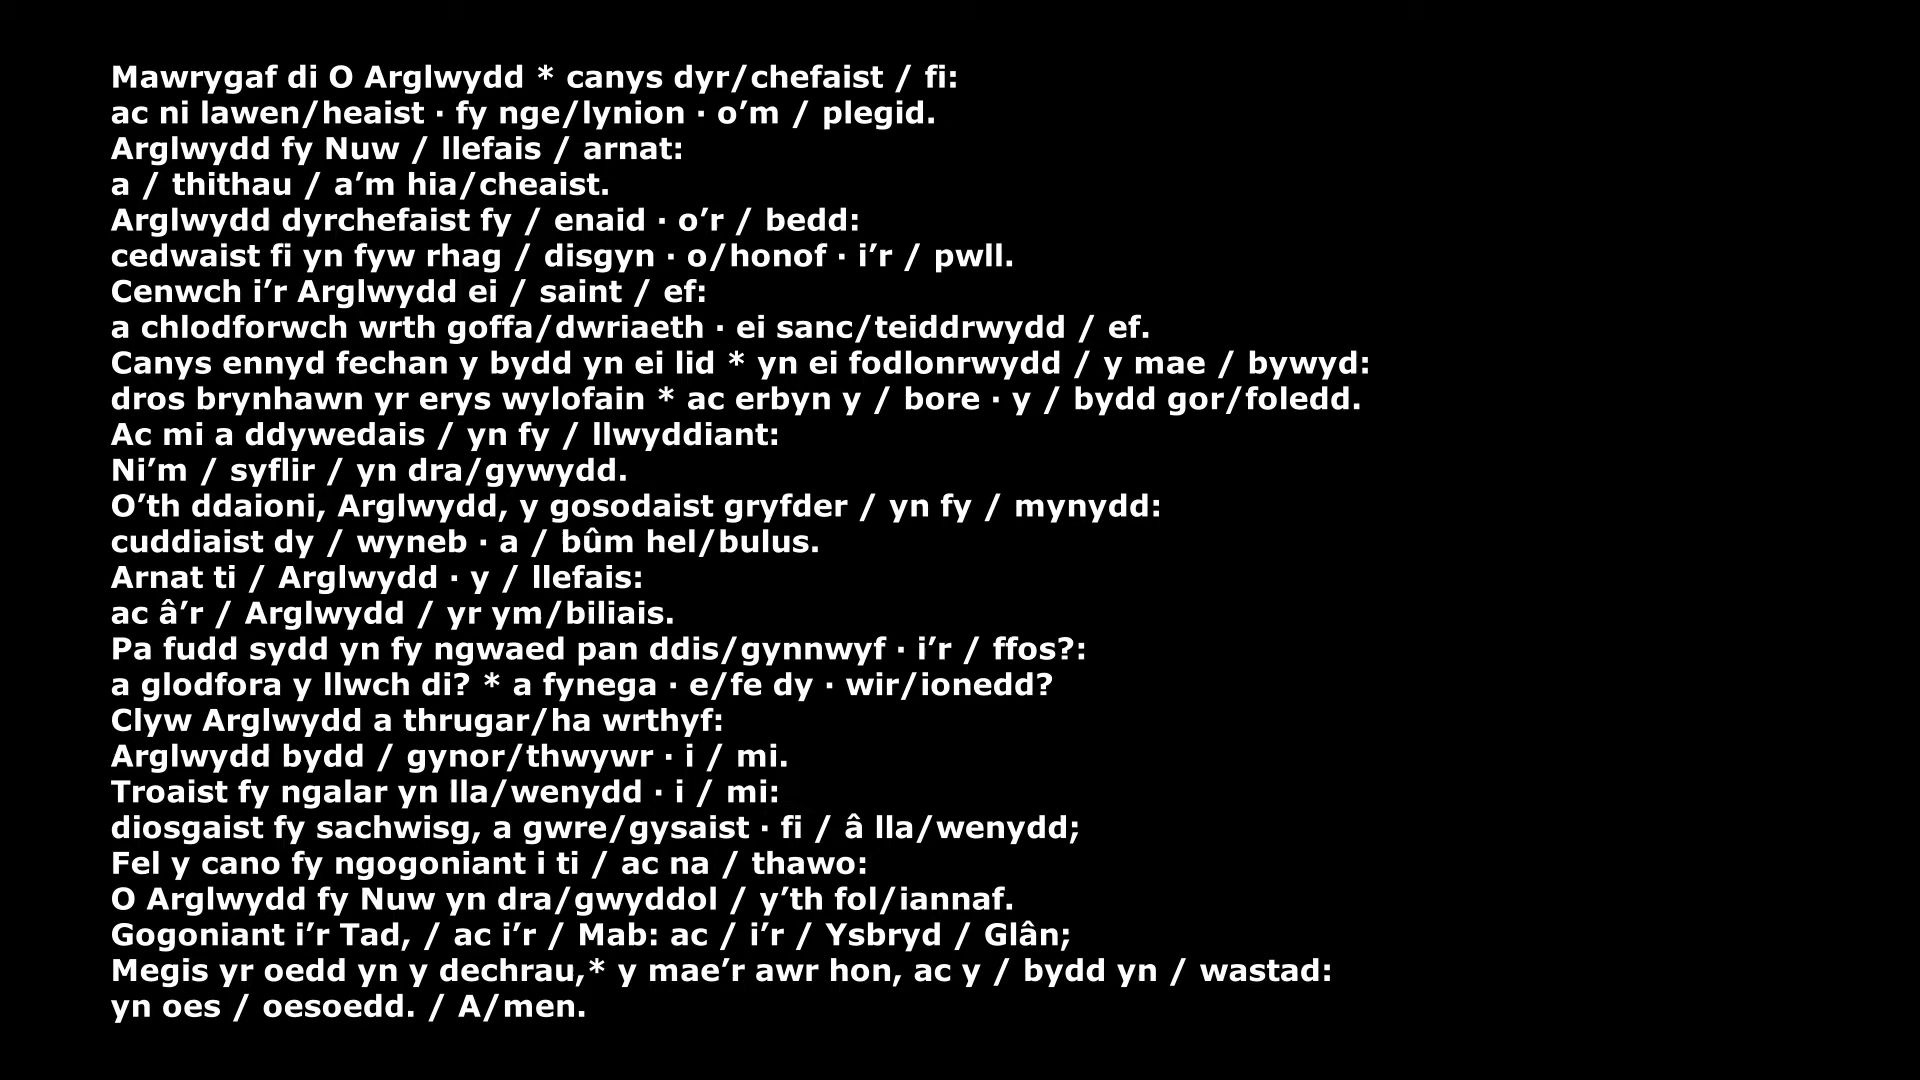 Mawrygaf di O Arglwydd * canys dyr/chefaist / fi:
ac ni lawen/heaist · fy nge/lynion · o’m / plegid.
Arglwydd fy Nuw / llefais / arnat:
a / thithau / a’m hia/cheaist.
Arglwydd dyrchefaist fy / enaid · o’r / bedd:
cedwaist fi yn fyw rhag / disgyn · o/honof · i’r / pwll.
Cenwch i’r Arglwydd ei / saint / ef:
a chlodforwch wrth goffa/dwriaeth · ei sanc/teiddrwydd / ef.
Canys ennyd fechan y bydd yn ei lid * yn ei fodlonrwydd / y mae / bywyd:
dros brynhawn yr erys wylofain * ac erbyn y / bore · y / bydd gor/foledd.
Ac mi a ddywedais / yn fy / llwyddiant:
Ni’m / syflir / yn dra/gywydd.
O’th ddaioni, Arglwydd, y gosodaist gryfder / yn fy / mynydd:
cuddiaist dy / wyneb · a / bûm hel/bulus.
Arnat ti / Arglwydd · y / llefais:
ac â’r / Arglwydd / yr ym/biliais.
Pa fudd sydd yn fy ngwaed pan ddis/gynnwyf · i’r / ffos?:
a glodfora y llwch di? * a fynega · e/fe dy · wir/ionedd?
Clyw Arglwydd a thrugar/ha wrthyf:
Arglwydd bydd / gynor/thwywr · i / mi.
Troaist fy ngalar yn lla/wenydd · i / mi:
diosgaist fy sachwisg, a gwre/gysaist · fi / â lla/wenydd;
Fel y cano fy ngogoniant i ti / ac na / thawo:
O Arglwydd fy Nuw yn dra/gwyddol / y’th fol/iannaf.
Gogoniant i’r Tad, / ac i’r / Mab: ac / i’r / Ysbryd / Glân;
Megis yr oedd yn y dechrau,* y mae’r awr hon, ac y / bydd yn / wastad:
yn oes / oesoedd. / A/men.